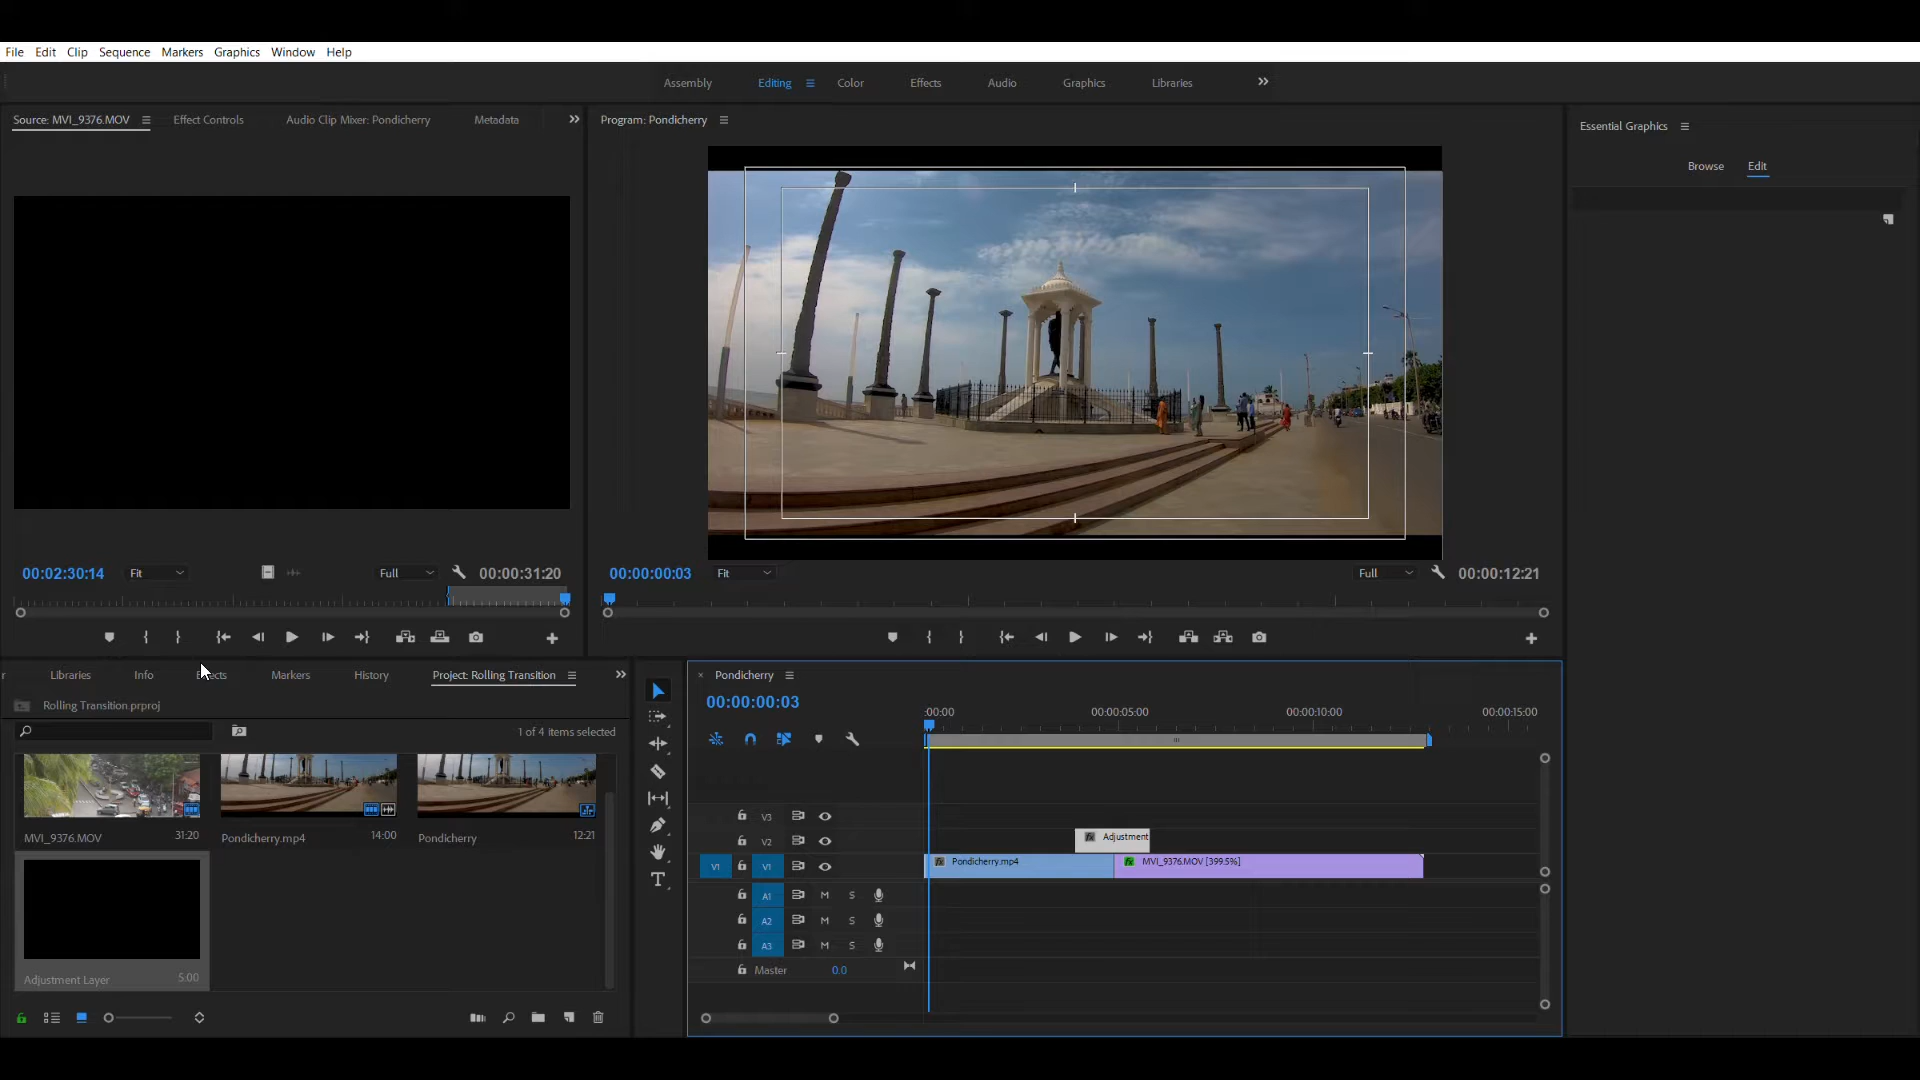 File Edit Clip Sequence Markers Graphics Window Help
Assembly Editing Color Effects Audio Graphics Libraries
Source: MVI_9376.MOV Effect Controls Audio Clip Mixer: Pondicherry Metadata
Program: Pondicherry
Essential Graphics
Browse Edit
00:02:30:14 Fit Full 00:00:31:20
00:00:00:03 Fit Full 00:00:12:21
Libraries Info Effects Markers History Project: Rolling Transition
Rolling Transition.prproj
1 of 4 items selected
MVI_9376.MOV 31:20 Pondicherry.mp4 14:00 Pondicherry 12:21
Adjustment Layer 5:00
Pondicherry
00:00:00:03
:00:00 00:00:05:00 00:00:10:00 00:00:15:00
V3
V2 Adjustment
V1 V1 Pondicherry.mp4 MVI_9376.MOV [399.5%]
A1 M S
A2 M S
A3 M S
Master 0.0
T